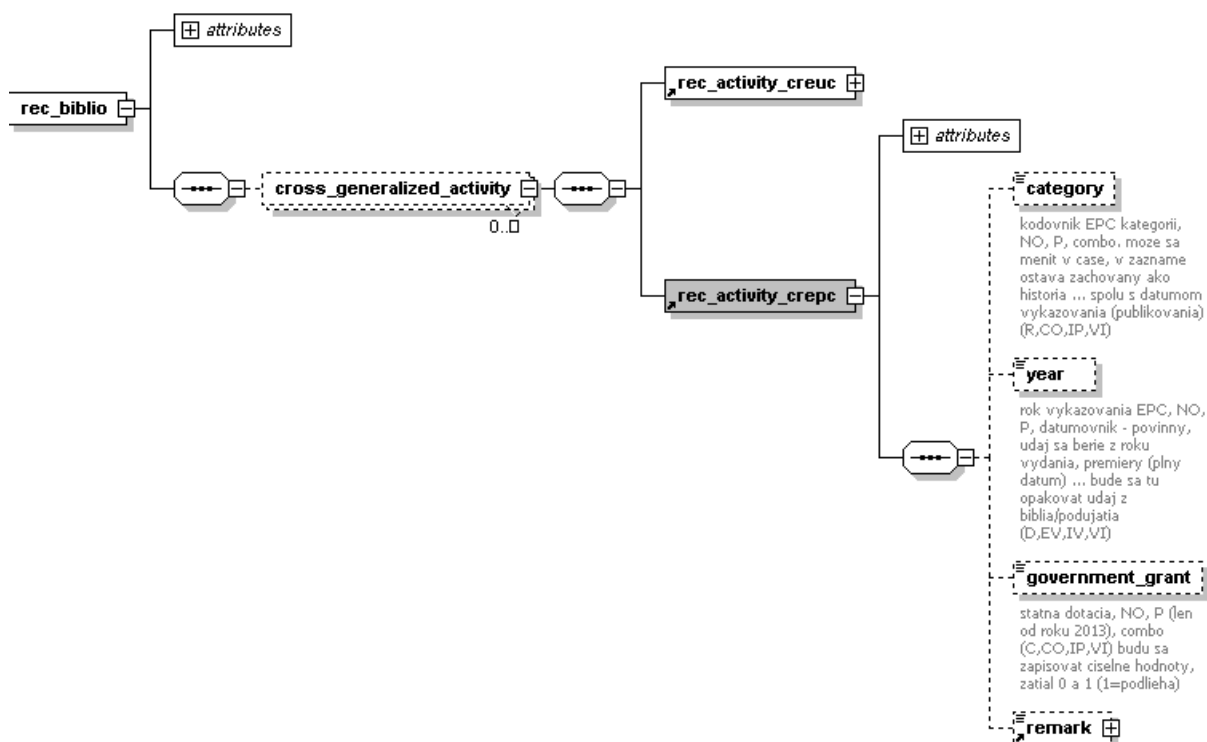 attributes
rec_biblio
cross_generalized_activity
0..
rec_activity_creuc
rec_activity_crepc
attributes
category
kodovnik EPC kategorii,
NO, P, combo. moze sa
menit v case, v zazname
ostava zachovany ako
historia ... spolu s datumom
vykazovania (publikovania)
(R,CO,IP,VI)
year
rok vykazovania EPC, NO,
P, datumovnik - povinny,
udaj sa berie z roku
vydania, premiery (plny
datum) ... bude sa tu
opakovat udaj z
biblia/podujatia
(D,EV,IV,VI)
government_grant
statna dotacia, NO, P (len
od roku 2013), combo
(C,CO,IP,VI) budu sa
zapisovat ciselne hodnoty,
zatial 0 a 1 (1=podlieha)
remark